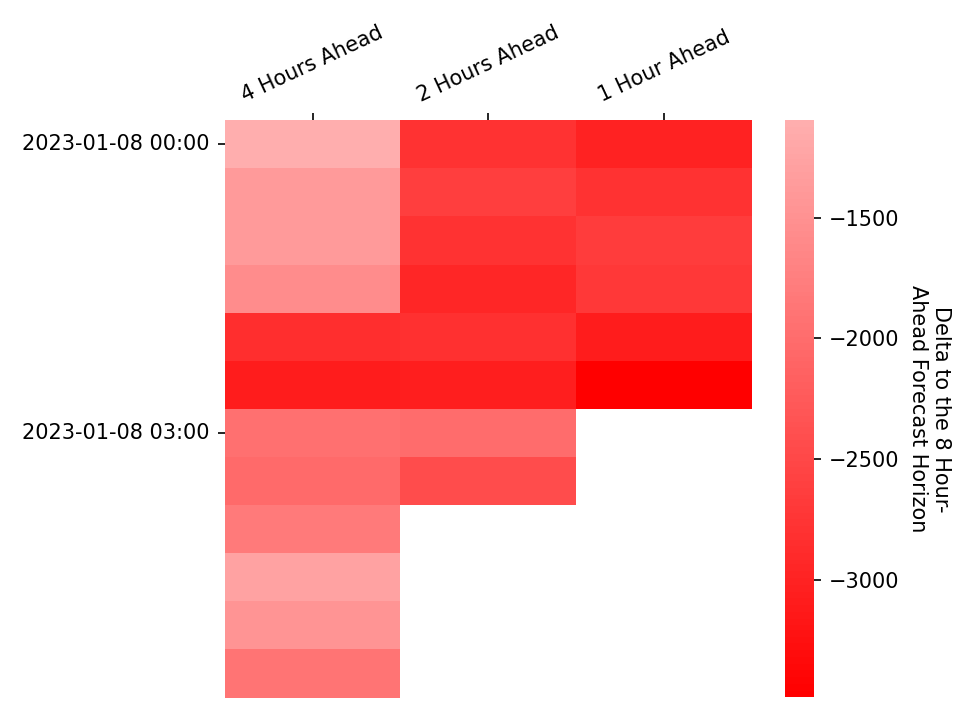 4 Hours Ahead
2 Hours Ahead
1 Hour Ahead
2023-01-08 00:00
2023-01-08 03:00
−1500
−2000
−2500
−3000
Delta to the 8 Hour-
Ahead Forecast Horizon